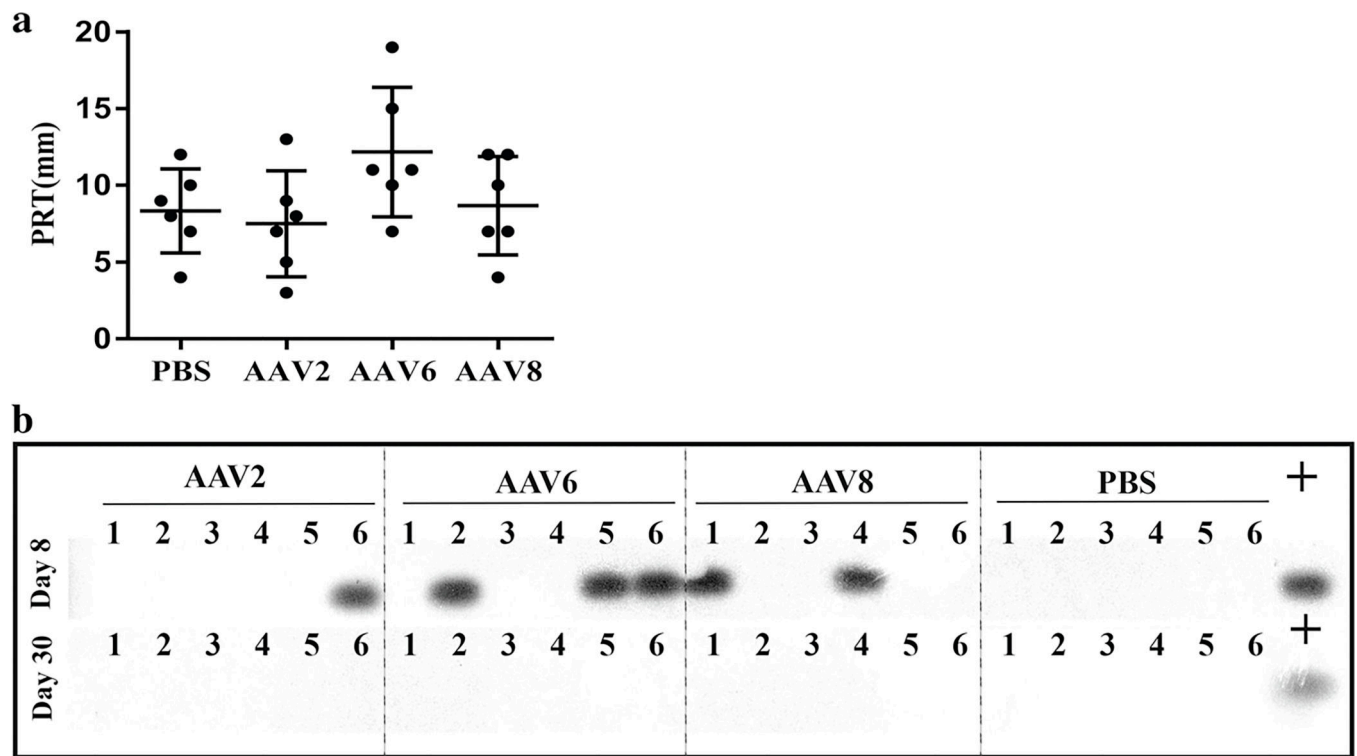 a
20
15
10
5
0
PRT(mm)
PBS AAV2 AAV6 AAV8
b
AAV2 AAV6 AAV8 PBS +
Day 8
1 2 3 4 5 6 1 2 3 4 5 6 1 2 3 4 5 6 1 2 3 4 5 6
+
Day 30
1 2 3 4 5 6 1 2 3 4 5 6 1 2 3 4 5 6 1 2 3 4 5 6